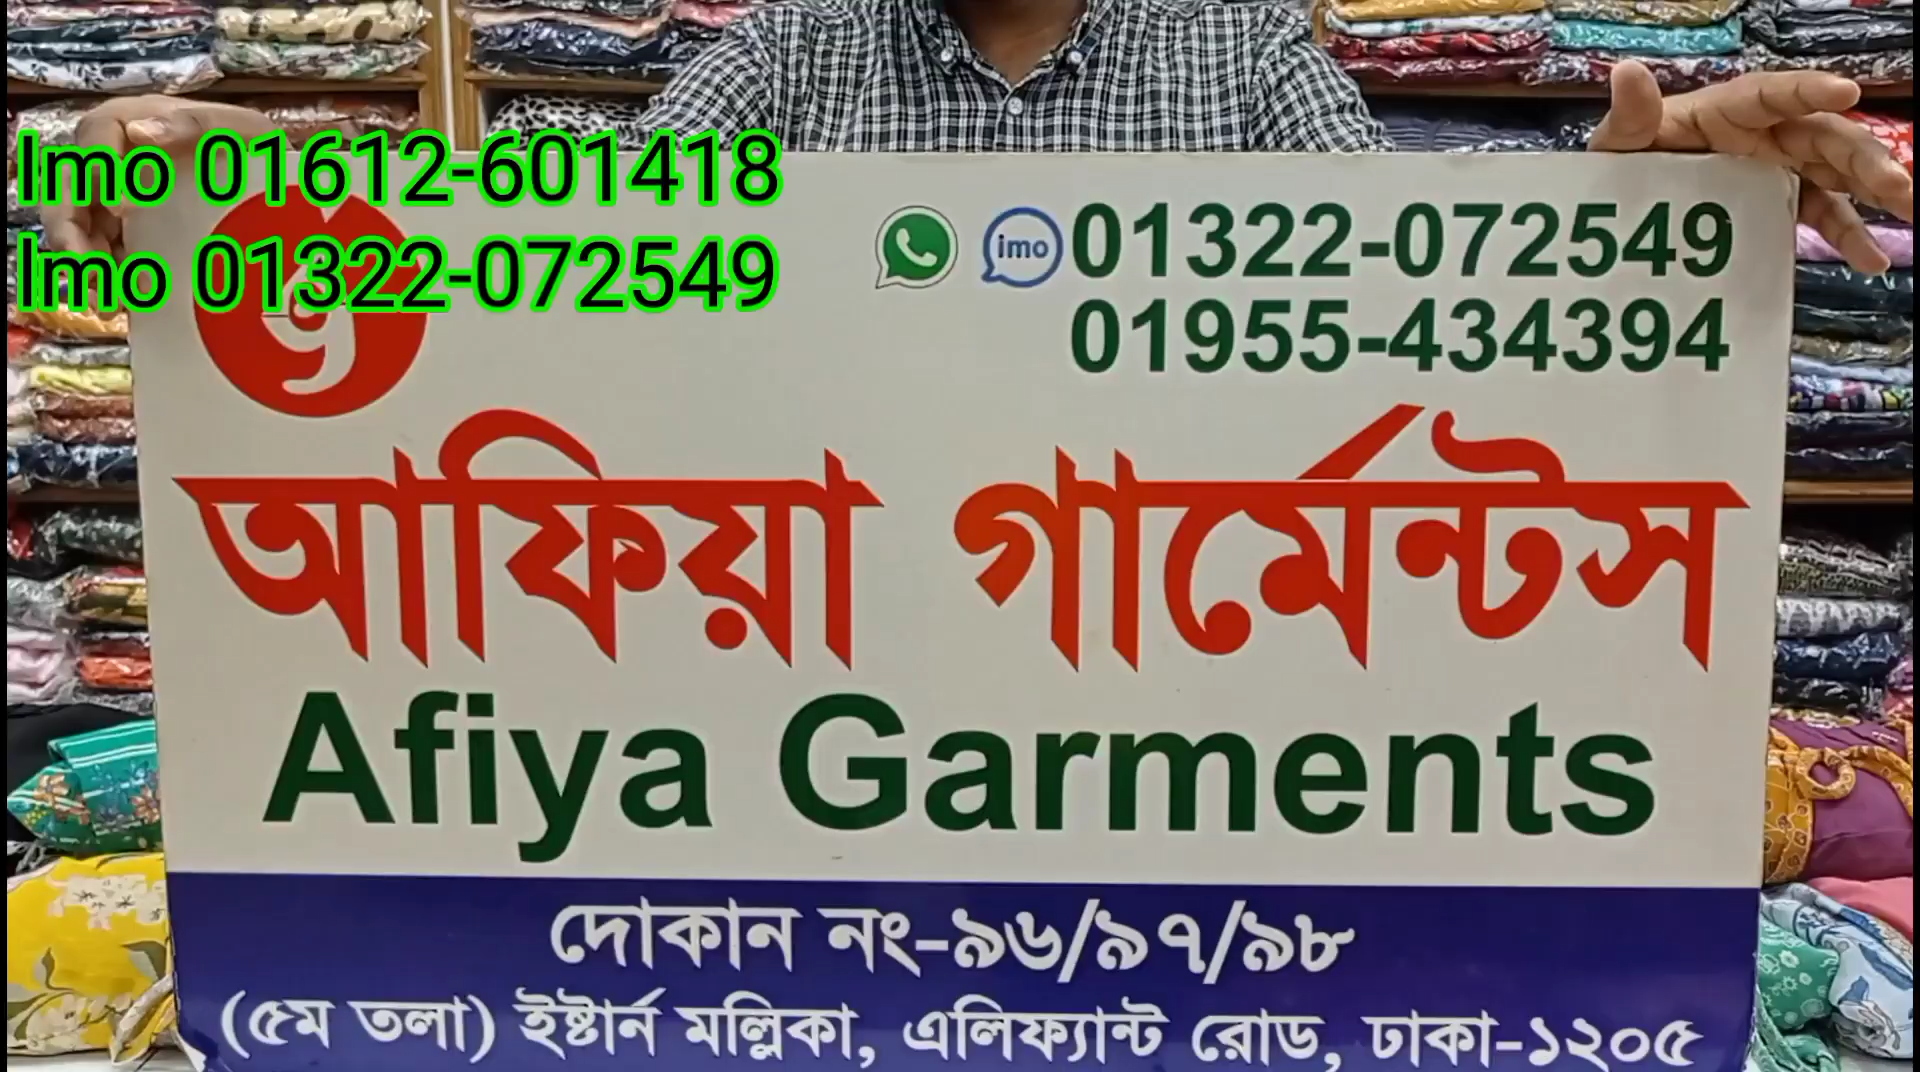 Imo 01612-601418
Imo 01322-072549
imo 01322-072549
01955-434394
আফিয়া গার্মেন্টস
Afiya Garments
দোকান নং-৯৬/৯৭/৯৮
(৫ম তলা) ইষ্টার্ন মল্লিকা, এলিফ্যান্ট রোড, ঢাকা-১২০৫